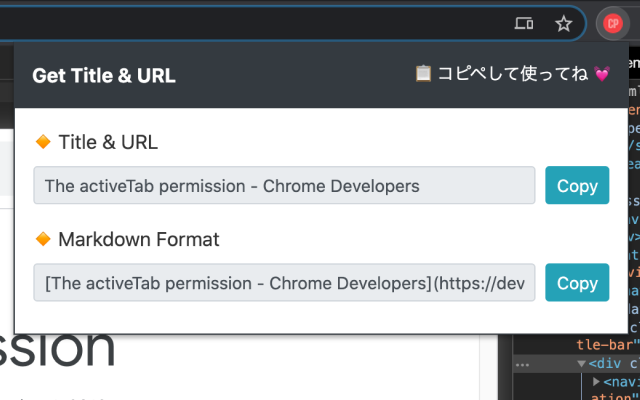 CP
Get Title & URL
📋 コピペして使ってね 💓
🔸 Title & URL
The activeTab permission - Chrome Developers
Copy
🔸 Markdown Format
[The activeTab permission - Chrome Developers](https://dev
Copy
ssion
tle-bar"
<div cl
<navi
ation"